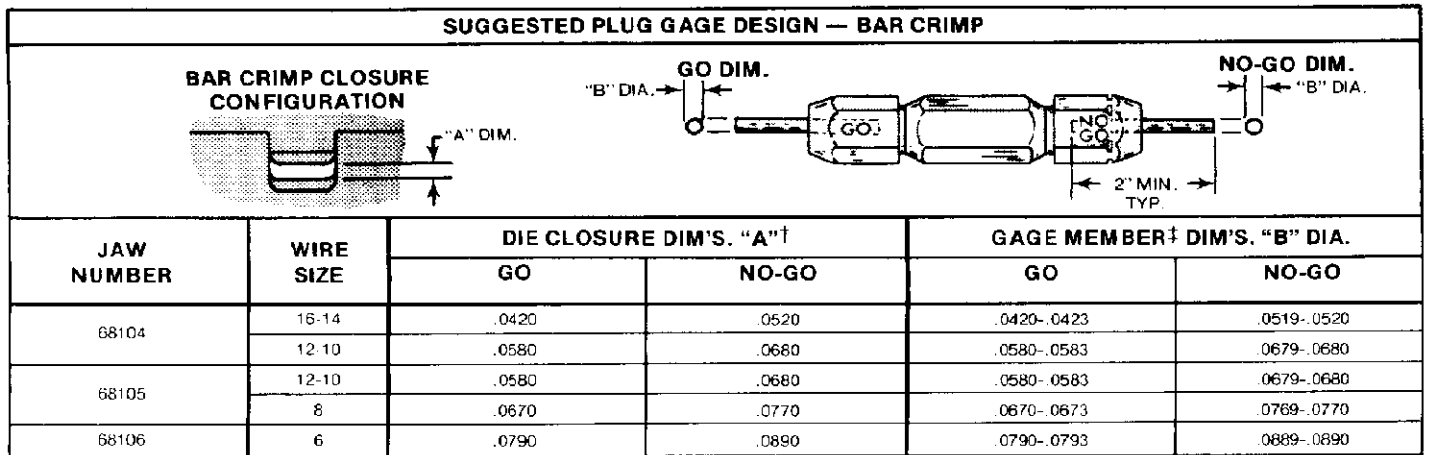 SUGGESTED PLUG GAGE DESIGN — BAR CRIMP
BAR CRIMP CLOSURE
CONFIGURATION
"A" DIM.
GO DIM.
"B" DIA.
NO-GO DIM.
"B" DIA.
GO
NO
GO
2" MIN.
TYP.
JAW
NUMBER
WIRE
SIZE
DIE CLOSURE DIM'S. "A"†
GAGE MEMBER‡ DIM'S. "B" DIA.
GO NO-GO GO NO-GO
68104 16-14 .0420 .0520 .0420-.0423 .0519-.0520
12-10 .0580 .0680 .0580-.0583 .0679-.0680
68105 12-10 .0580 .0680 .0580-.0583 .0679-.0680
8 .0670 .0770 .0670-.0673 .0769-.0770
68106 6 .0790 .0890 .0790-.0793 .0889-.0890